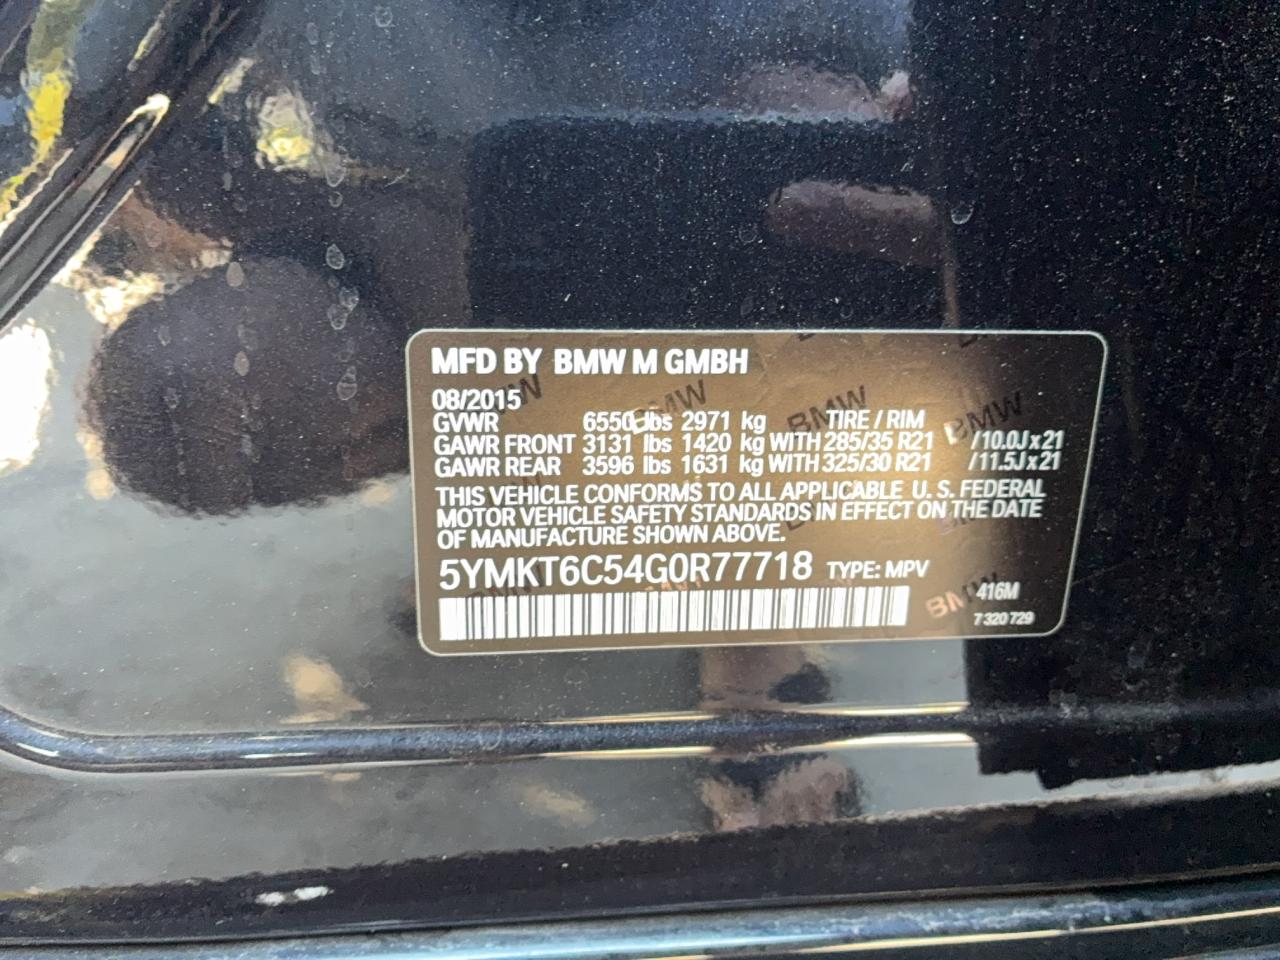 MFD BY BMW M GMBH
08/2015
GVWR 6550 lbs 2971 kg TIRE / RIM
GAWR FRONT 3131 lbs 1420 kg WITH 285/35 R21 /10.0J x 21
GAWR REAR 3596 lbs 1631 kg WITH 325/30 R21 /11.5J x 21
THIS VEHICLE CONFORMS TO ALL APPLICABLE U. S. FEDERAL
MOTOR VEHICLE SAFETY STANDARDS IN EFFECT ON THE DATE
OF MANUFACTURE SHOWN ABOVE.
5YMKT6C54G0R77718 TYPE: MPV
416M
7 320 729